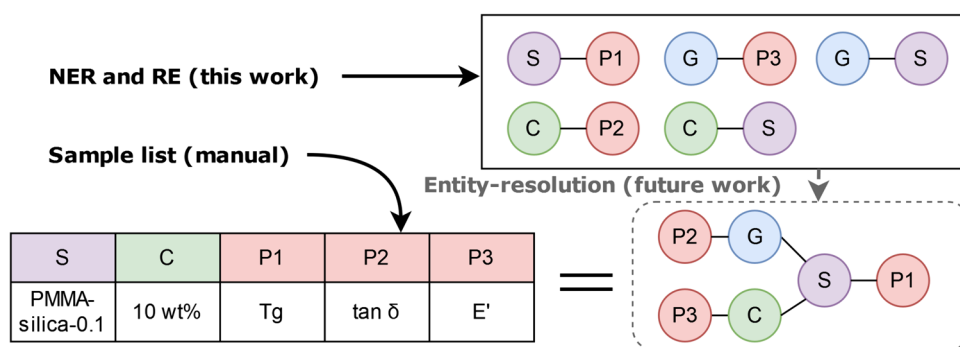 S P1 G P3 G S
NER and RE (this work)
C P2 C S
Sample list (manual)
Entity-resolution (future work)
P2 G
S C P1 P2 P3
S P1
PMMA-
silica-0.1 10 wt% Tg tan δ E'
P3 C